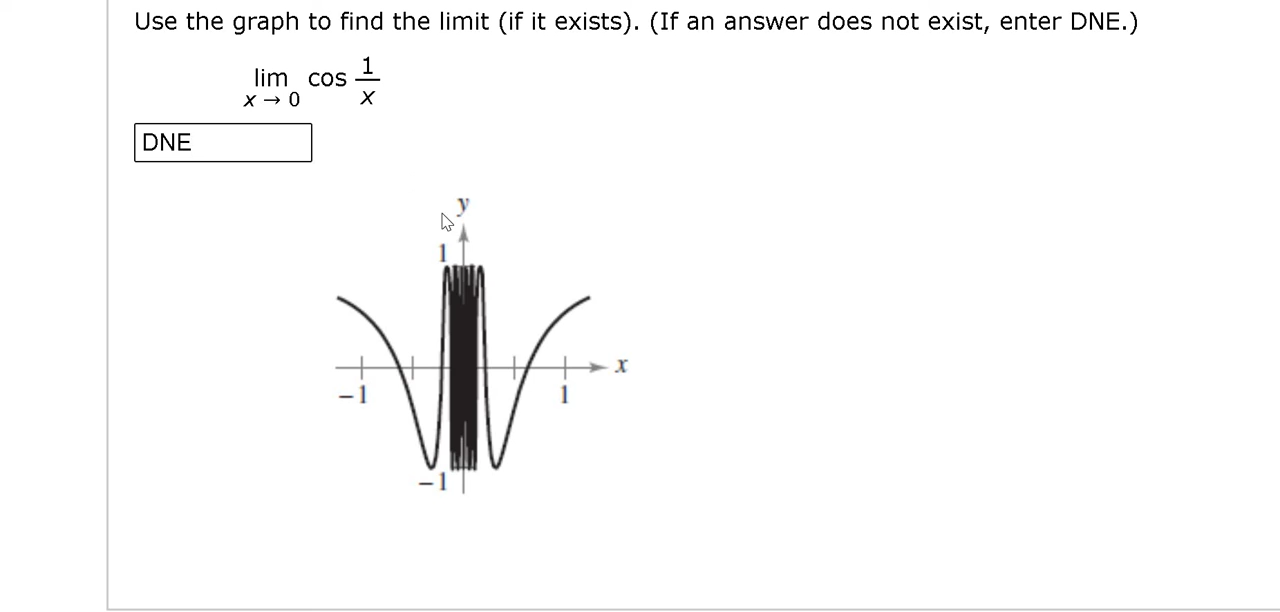 Use the graph to find the limit (if it exists). (If an answer does not exist, enter DNE.)
lim cos 1/x
x → 0
DNE
y
1
x
−1
1
−1